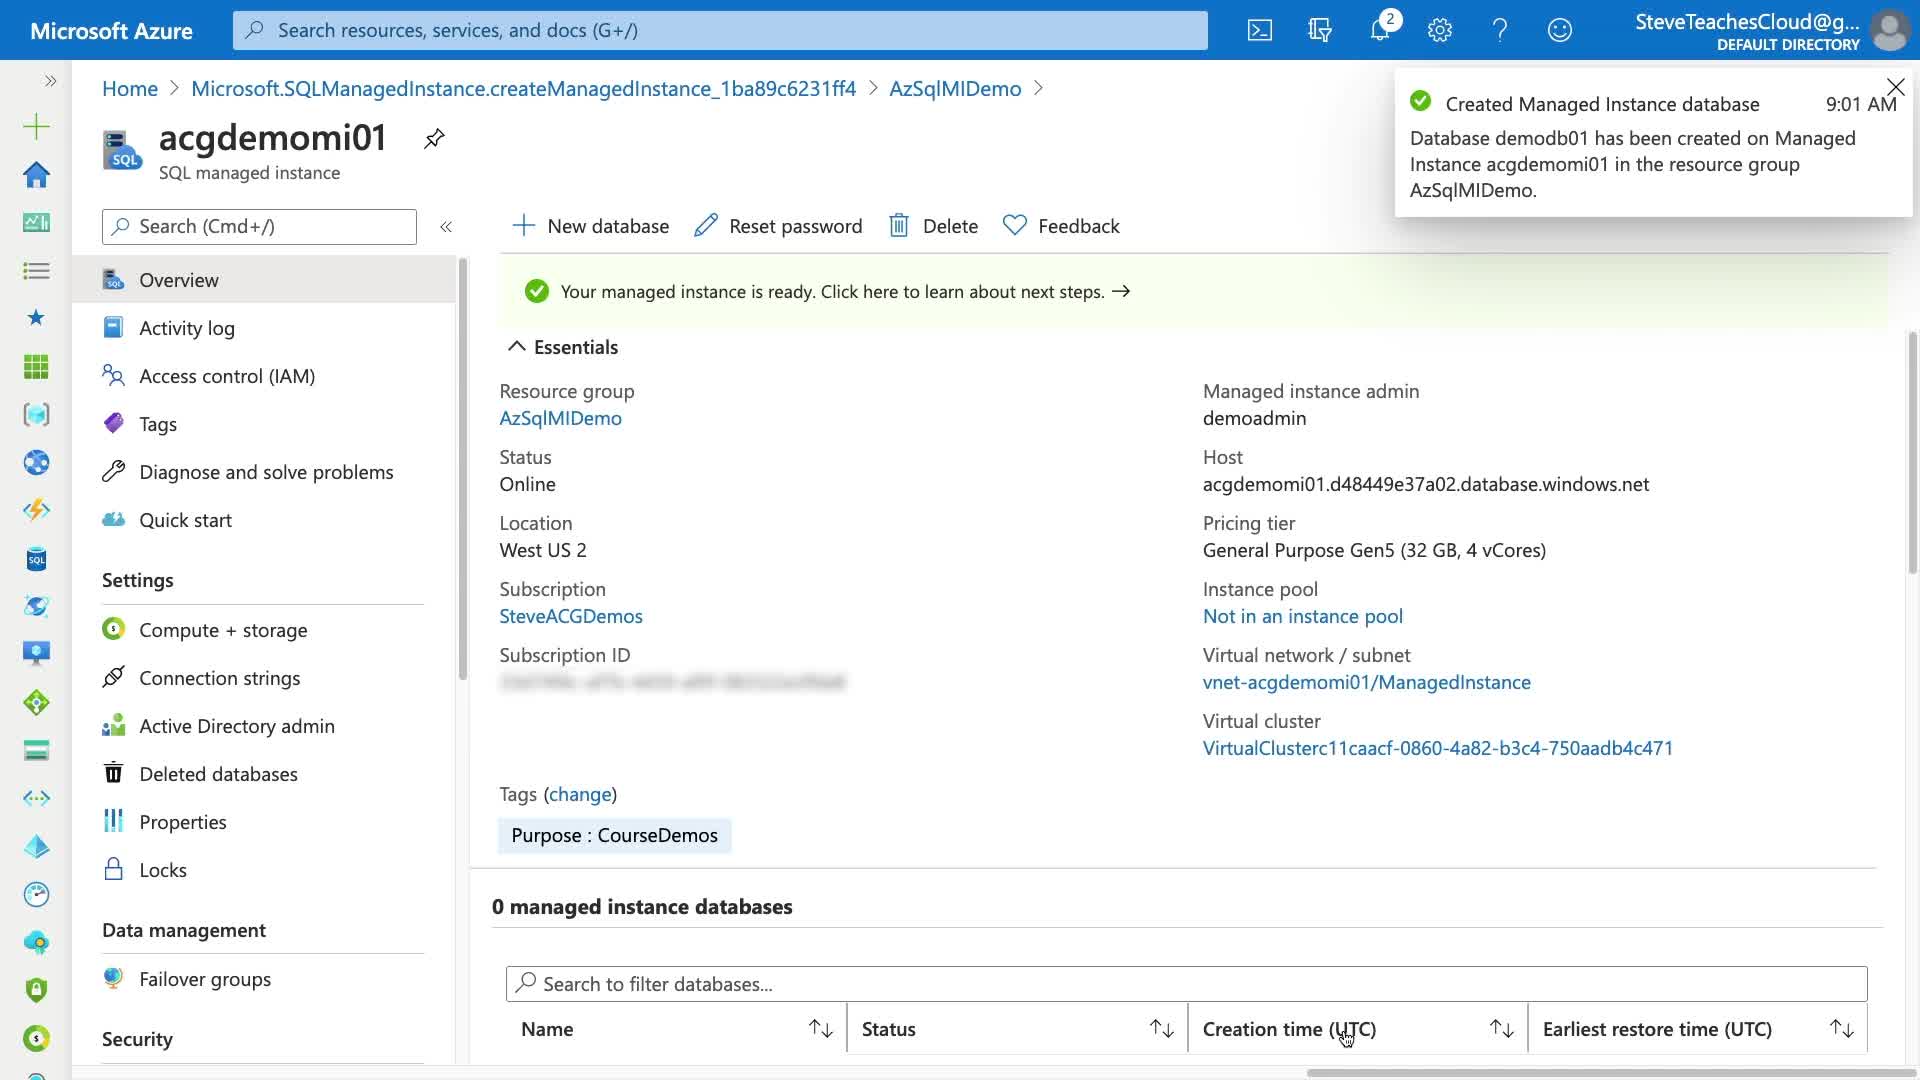 Microsoft Azure
Search resources, services, and docs (G+/)
2
SteveTeachesCloud@g...
DEFAULT DIRECTORY
Home > Microsoft.SQLManagedInstance.createManagedInstance_1ba89c6231ff4 > AzSqlMIDemo >
Created Managed Instance database 9:01 AM
Database demodb01 has been created on Managed
Instance acgdemomi01 in the resource group
AzSqlMIDemo.
acgdemomi01
SQL managed instance
Search (Cmd+/)
New database
Reset password
Delete
Feedback
Overview
Activity log
Access control (IAM)
Tags
Diagnose and solve problems
Quick start
Settings
Compute + storage
Connection strings
Active Directory admin
Deleted databases
Properties
Locks
Data management
Failover groups
Security
Your managed instance is ready. Click here to learn about next steps. →
Essentials
Resource group
AzSqlMIDemo
Status
Online
Location
West US 2
Subscription
SteveACGDemos
Subscription ID
Managed instance admin
demoadmin
Host
acgdemomi01.d48449e37a02.database.windows.net
Pricing tier
General Purpose Gen5 (32 GB, 4 vCores)
Instance pool
Not in an instance pool
Virtual network / subnet
vnet-acgdemomi01/ManagedInstance
Virtual cluster
VirtualClusterc11caacf-0860-4a82-b3c4-750aadb4c471
Tags (change)
Purpose : CourseDemos
0 managed instance databases
Search to filter databases...
Name
Status
Creation time (UTC)
Earliest restore time (UTC)